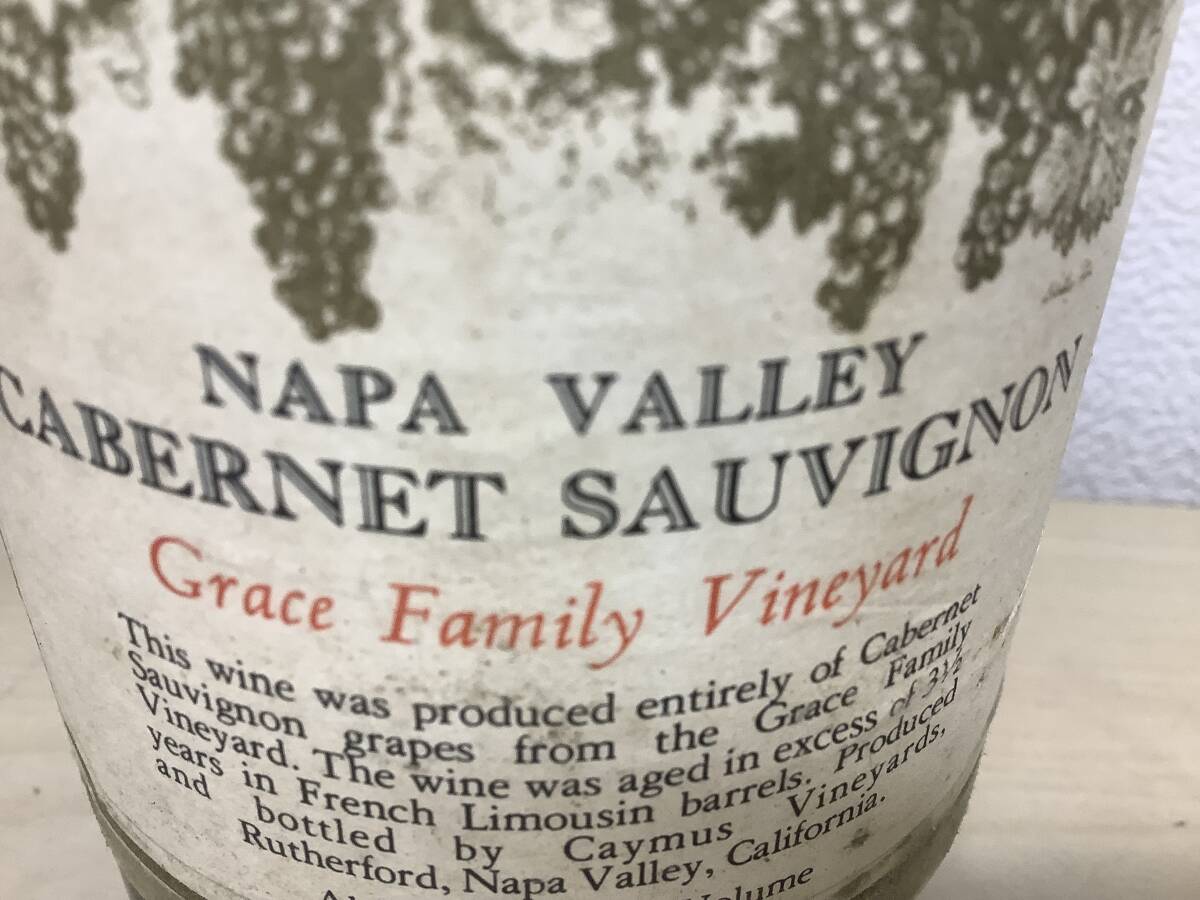 NAPA VALLEY
CABERNET SAUVIGNON
Grace Family Vineyard
This wine was produced entirely of Cabernet
Sauvignon grapes from the Grace Family
Vineyard. The wine was aged in excess of 3½
years in French Limousin barrels. Produced
and bottled by Caymus Vineyards,
Rutherford, Napa Valley, California.
Volume